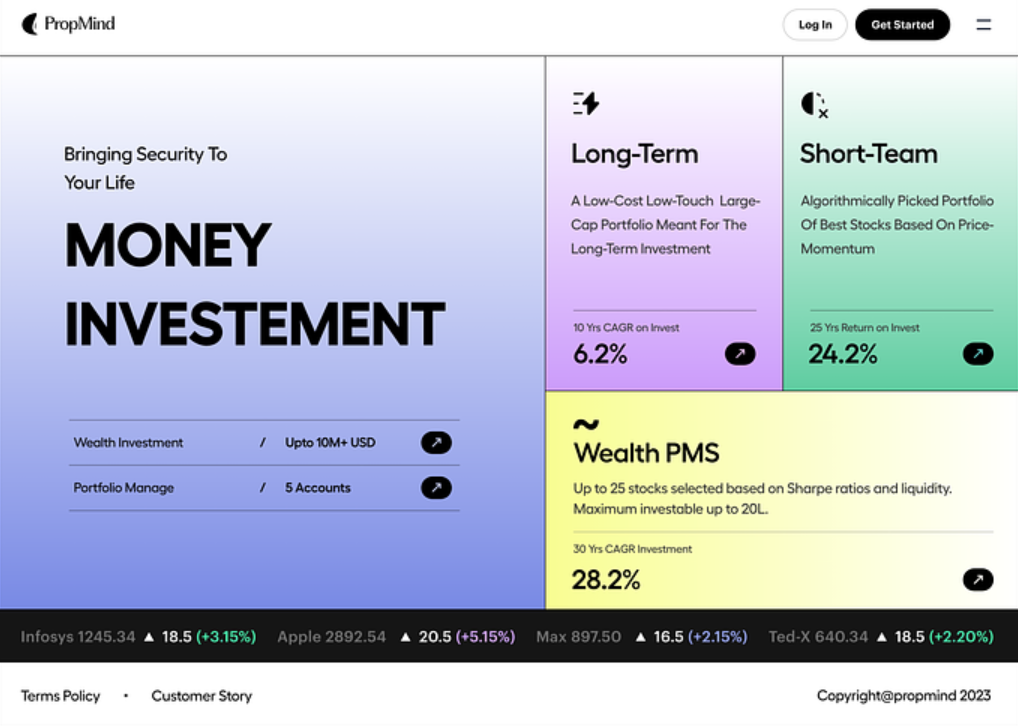 PropMind
Log In
Get Started
Bringing Security To
Your Life
MONEY
INVESTEMENT
Wealth Investment / Upto 10M+ USD
Portfolio Manage / 5 Accounts
Long-Term
A Low-Cost Low-Touch Large-
Cap Portfolio Meant For The
Long-Term Investment
10 Yrs CAGR on Invest
6.2%
Short-Team
Algorithmically Picked Portfolio
Of Best Stocks Based On Price-
Momentum
25 Yrs Return on Invest
24.2%
Wealth PMS
Up to 25 stocks selected based on Sharpe ratios and liquidity.
Maximum investable up to 20L.
30 Yrs CAGR Investment
28.2%
Infosys 1245.34 ▲ 18.5 (+3.15%) Apple 2892.54 ▲ 20.5 (+5.15%) Max 897.50 ▲ 16.5 (+2.15%) Ted-X 640.34 ▲ 18.5 (+2.20%)
Terms Policy • Customer Story
Copyright@propmind 2023